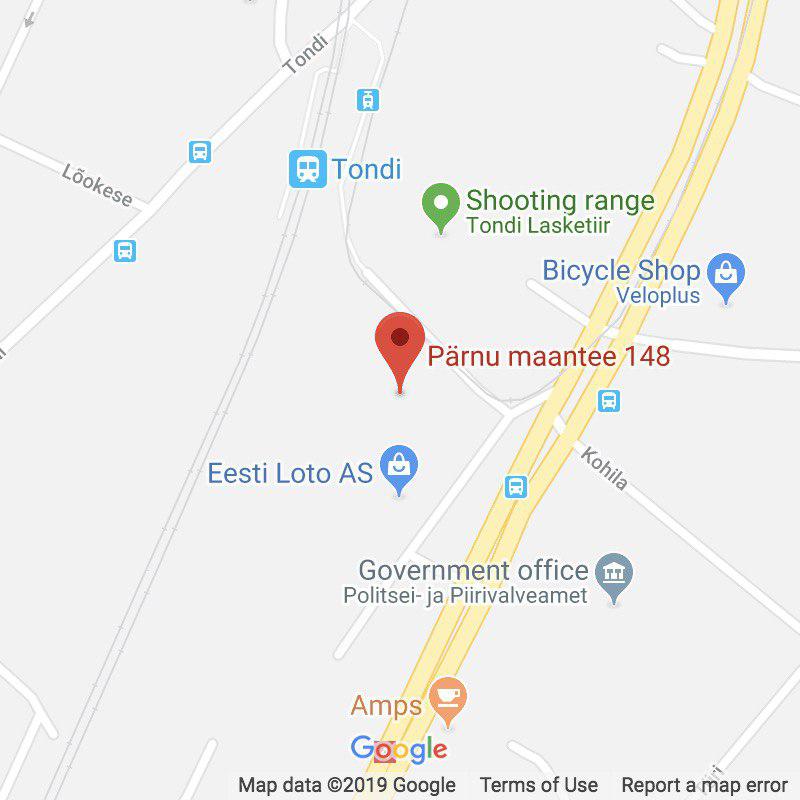 Tondi
Lõokese
Tondi
Shooting range
Tondi Lasketiir
Bicycle Shop
Veloplus
Pärnu maantee 148
Eesti Loto AS
Kohila
Government office
Politsei- ja Piirivalveamet
Amps
Google
Map data ©2019 Google Terms of Use Report a map error